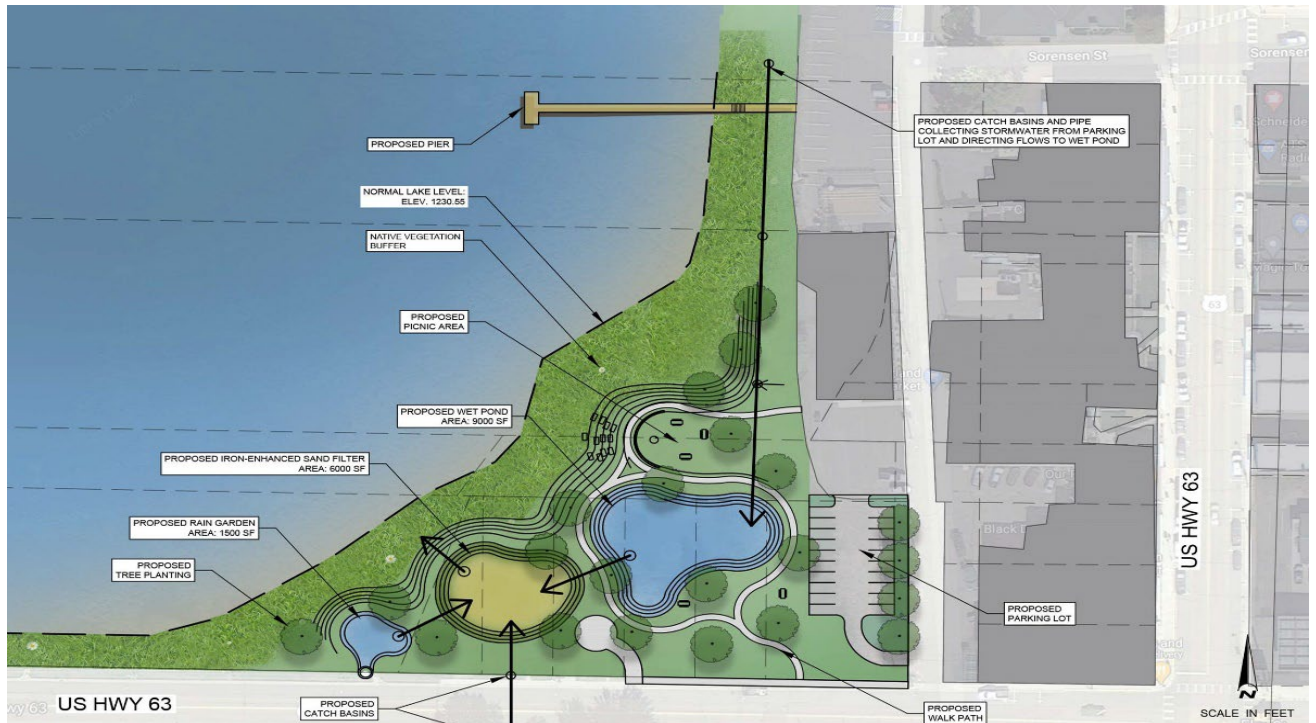 Sorensen St
Sorensen
PROPOSED PIER
PROPOSED CATCH BASINS AND PIPE
COLLECTING STORMWATER FROM PARKING
LOT AND DIRECTING FLOWS TO WET POND
NORMAL LAKE LEVEL:
ELEV. 1230.55
NATIVE VEGETATION
BUFFER
63
PROPOSED
PICNIC AREA
PROPOSED WET POND
AREA: 9000 SF
PROPOSED IRON-ENHANCED SAND FILTER
AREA: 6000 SF
PROPOSED RAIN GARDEN
AREA: 1500 SF
PROPOSED
TREE PLANTING
US HWY 63
PROPOSED
PARKING LOT
US HWY 63
PROPOSED
CATCH BASINS
PROPOSED
WALK PATH
N
SCALE IN FEET